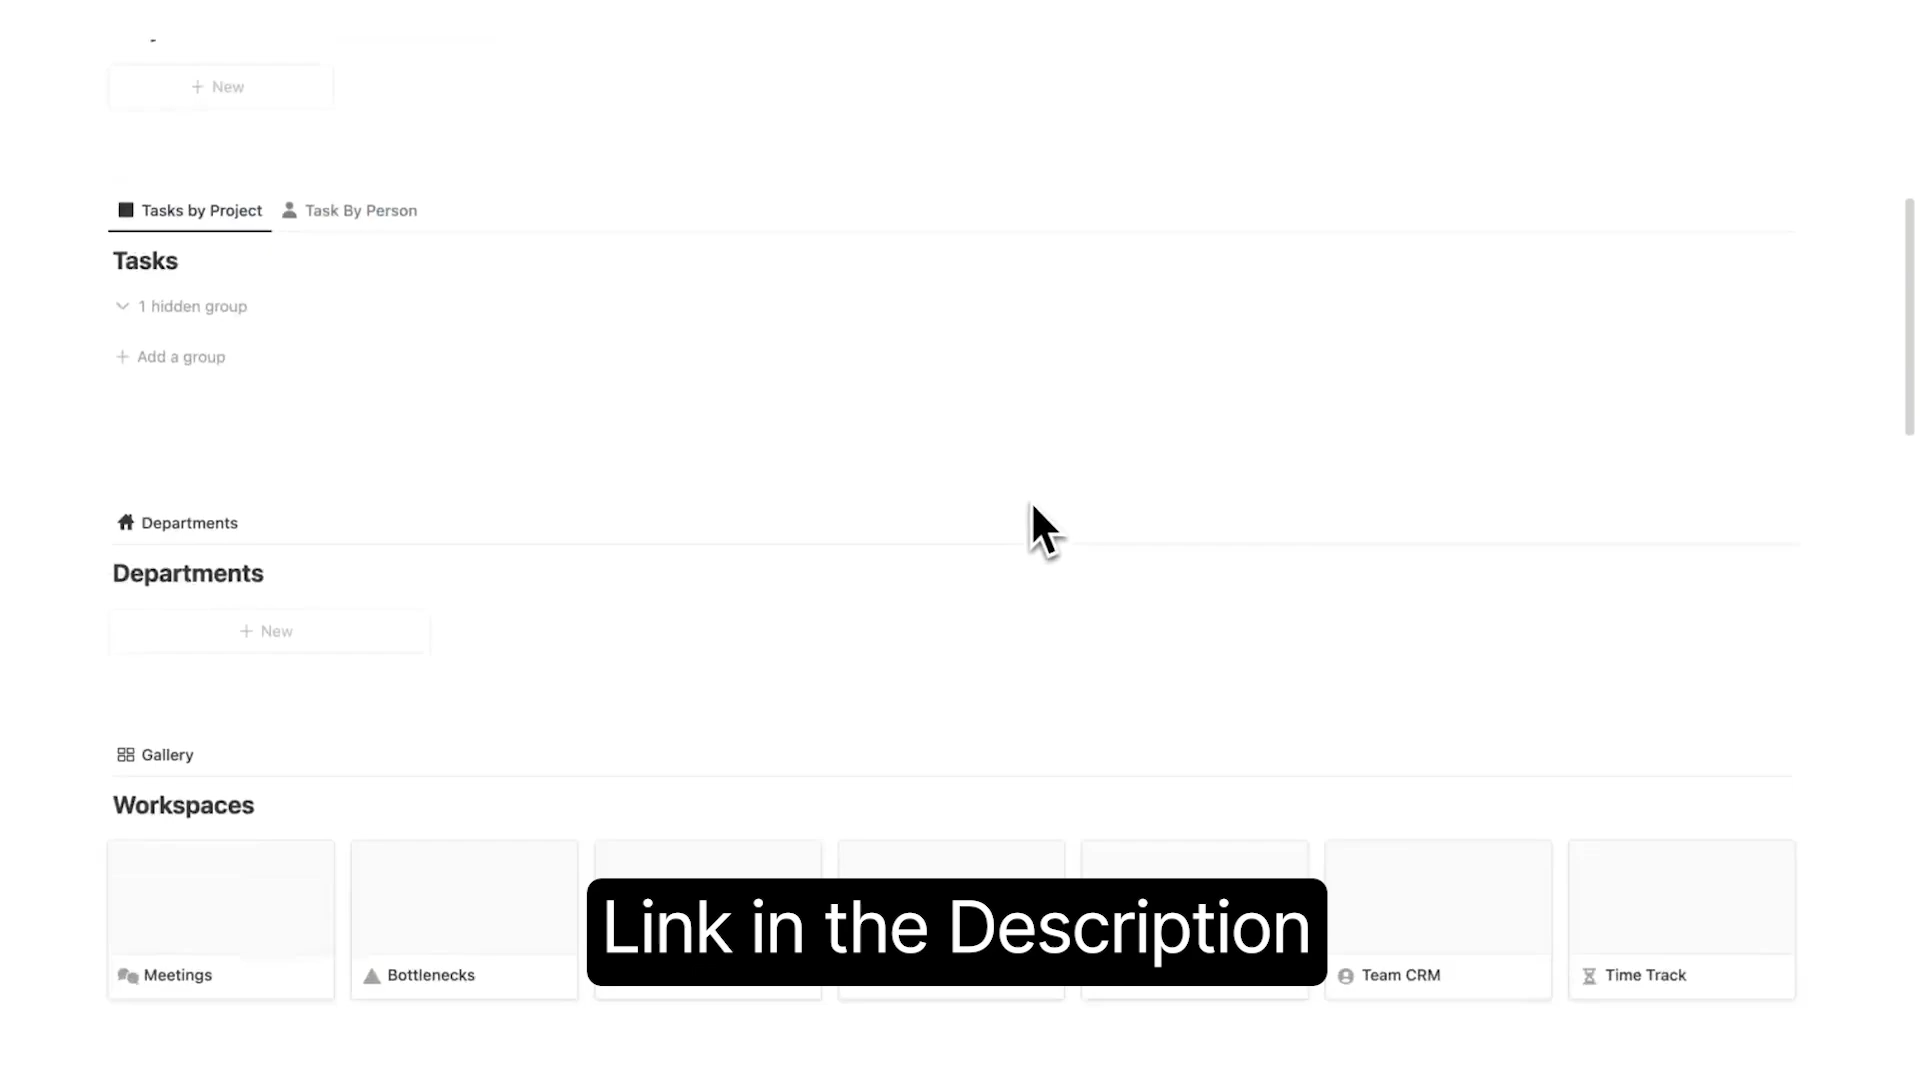 + New
Tasks by Project Task By Person
Tasks
1 hidden group
+ Add a group
Departments
Departments
+ New
Gallery
Workspaces
Link in the Description
Meetings Bottlenecks Team CRM Time Track